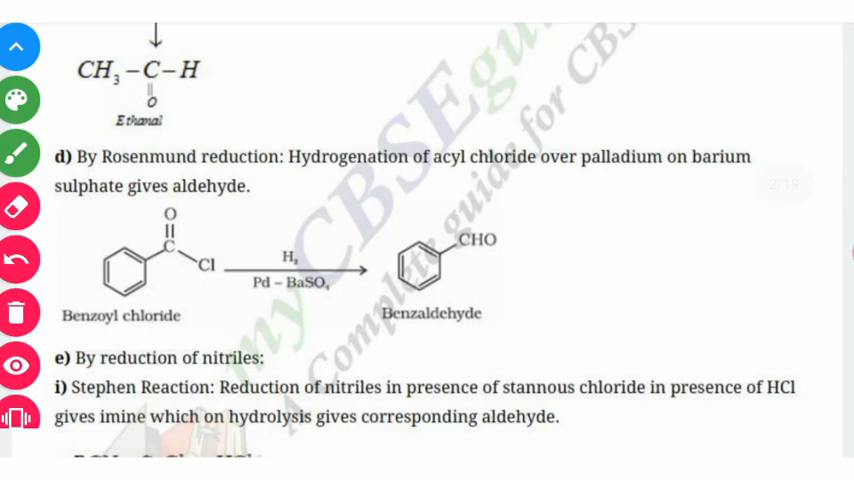 CH₃ – C – H
||
O
Ethanal
d) By Rosenmund reduction: Hydrogenation of acyl chloride over palladium on barium
sulphate gives aldehyde.
2/19
O
||
C
Cl
H₂
Pd – BaSO₄
CHO
Benzoyl chloride
Benzaldehyde
e) By reduction of nitriles:
i) Stephen Reaction: Reduction of nitriles in presence of stannous chloride in presence of HCl
gives imine which on hydrolysis gives corresponding aldehyde.
myCBSEgui
A Complete guide for CBS